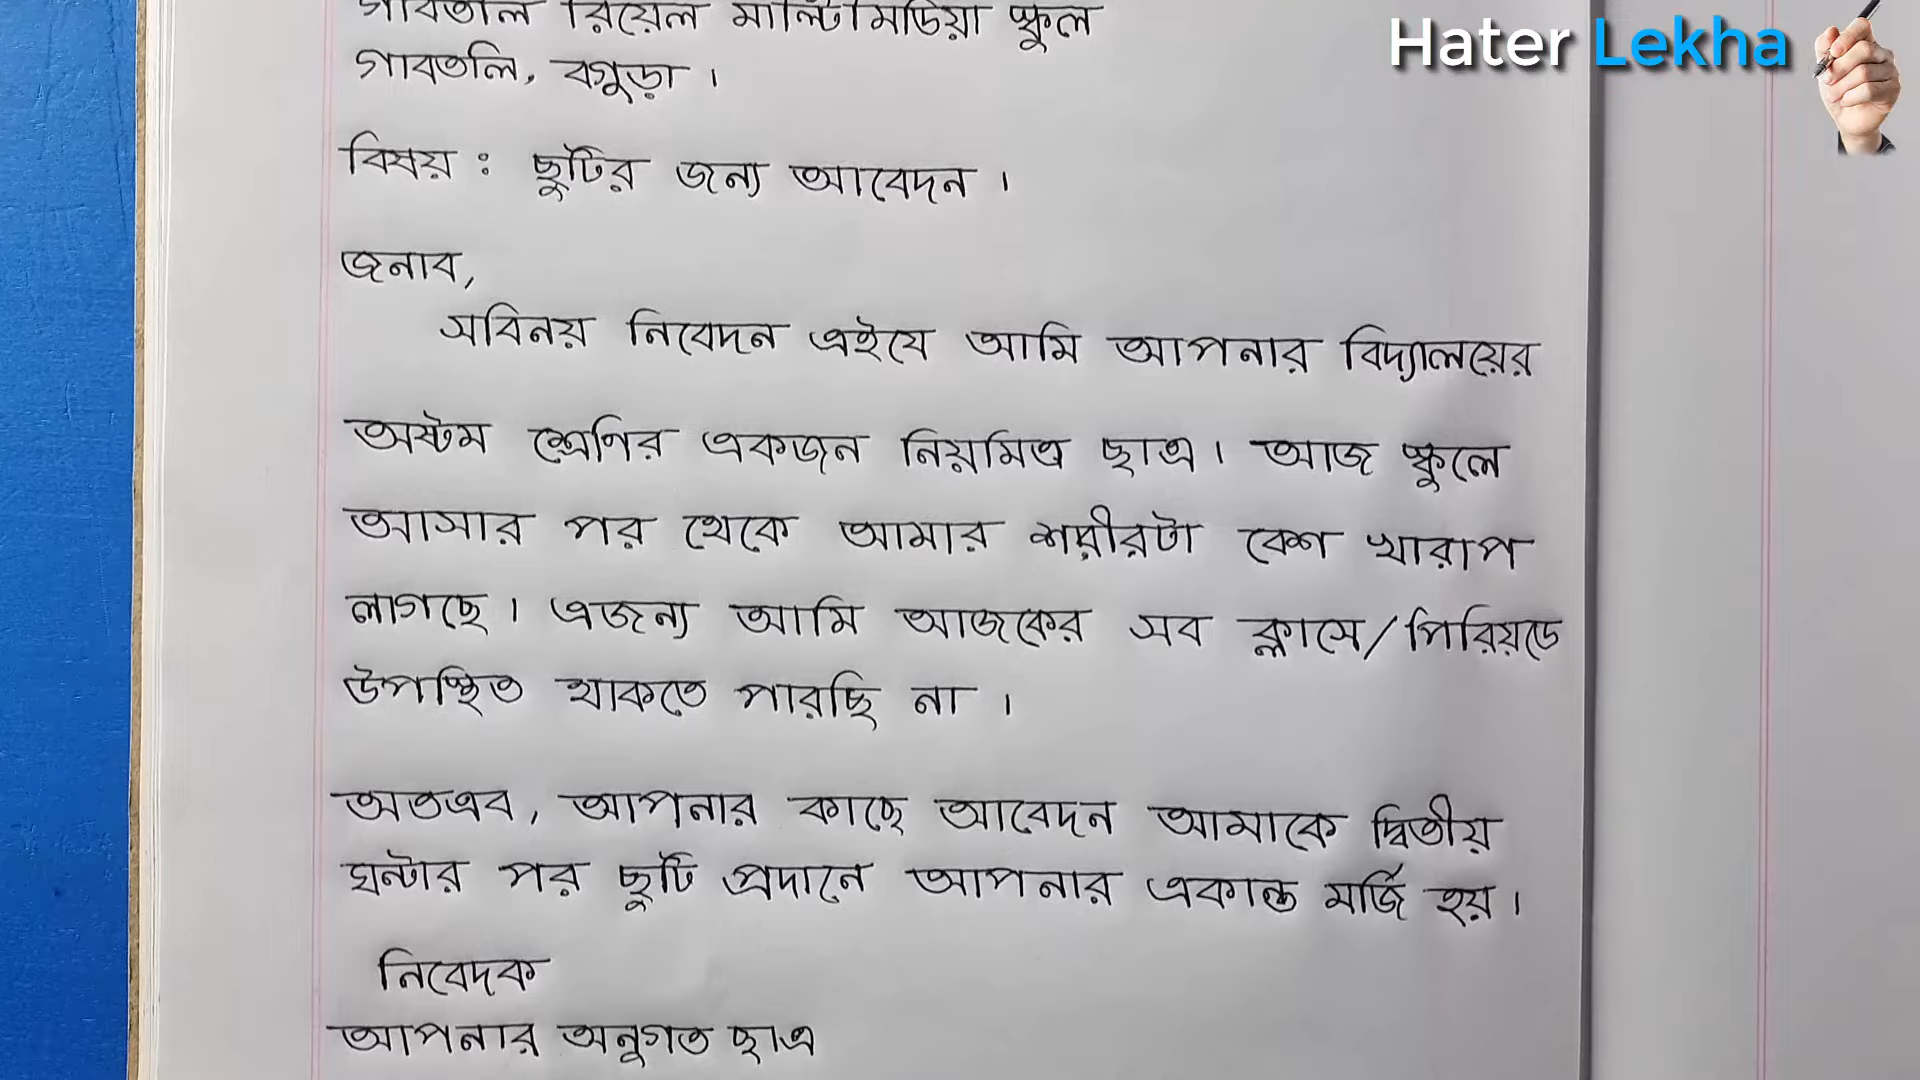 গাবতলি রিয়েল মাল্টিমিডিয়া স্কুল
Hater Lekha
গাবতলি, বগুড়া ।
বিষয় : ছুটির জন্য আবেদন ।
জনাব,
সবিনয় নিবেদন এইযে আমি আপনার বিদ্যালয়ের
অষ্টম শ্রেণির একজন নিয়মিত ছাত্র । আজ স্কুলে
আসার পর থেকে আমার শরীরটা বেশ খারাপ
লাগছে । এজন্য আমি আজকের সব ক্লাসে/পিরিয়ডে
উপস্থিত থাকতে পারছি না ।
অতএব, আপনার কাছে আবেদন আমাকে দ্বিতীয়
ঘন্টার পর ছুটি প্রদানে আপনার একান্ত মর্জি হয় ।
নিবেদক
আপনার অনুগত ছাত্র